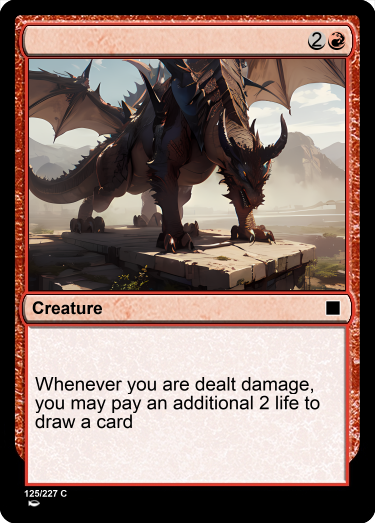 2
Creature
Whenever you are dealt damage,
you may pay an additional 2 life to
draw a card
125/227 C